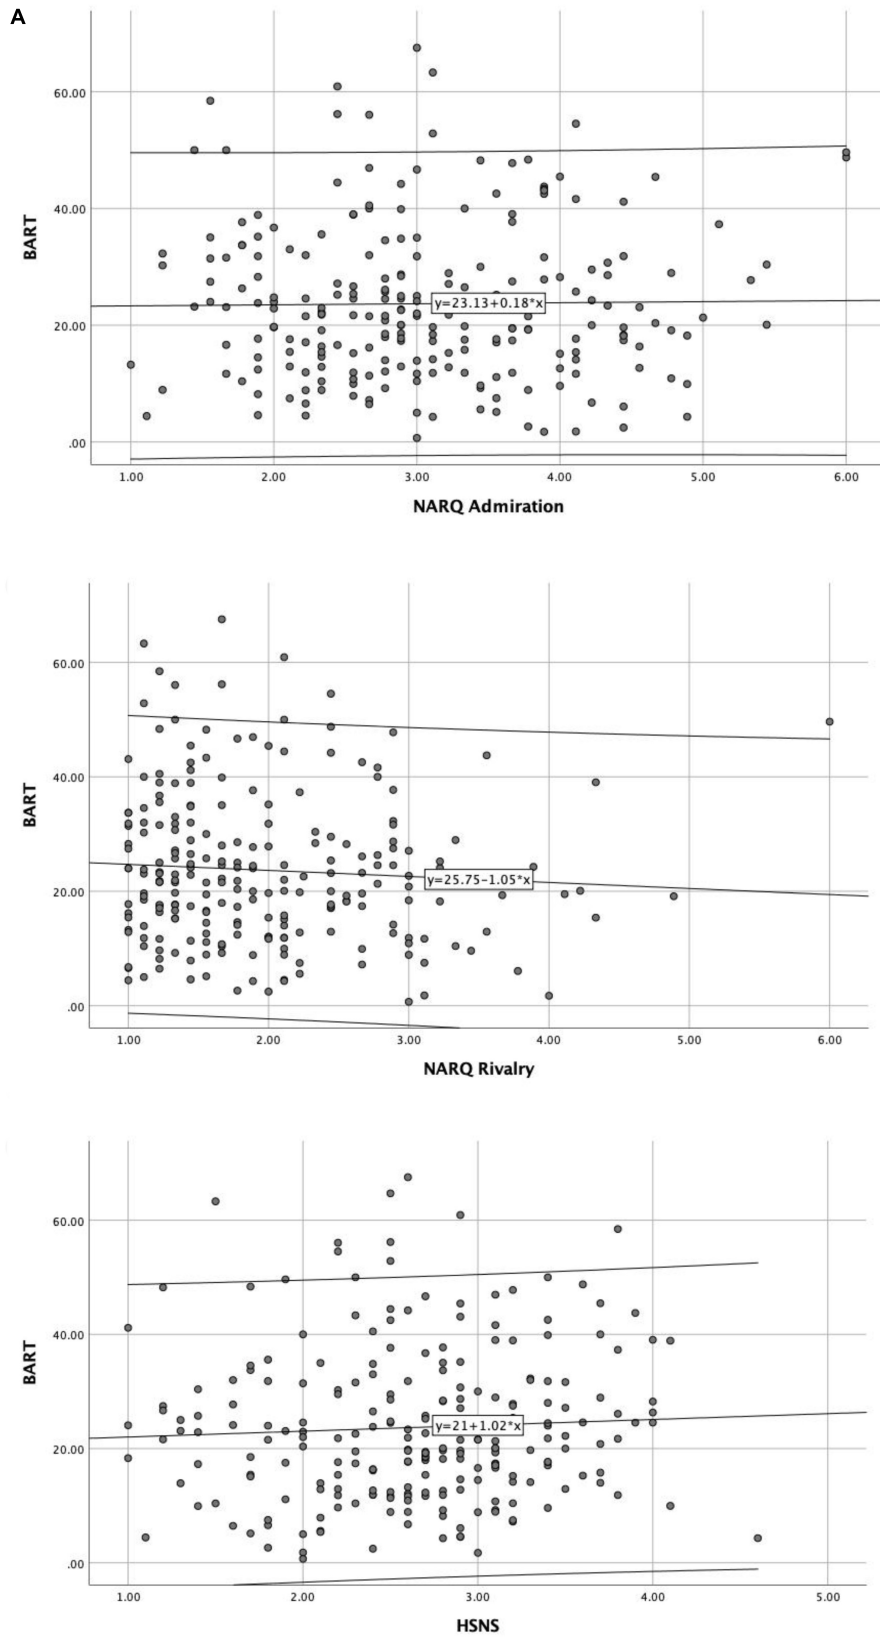 A
60.00
40.00
20.00
.00
BART
y=23.13+0.18*x
1.00 2.00 3.00 4.00 5.00 6.00
NARQ Admiration
60.00
40.00
20.00
.00
BART
y=25.75−1.05*x
1.00 2.00 3.00 4.00 5.00 6.00
NARQ Rivalry
60.00
40.00
20.00
.00
BART
y=21+1.02*x
1.00 2.00 3.00 4.00 5.00
HSNS